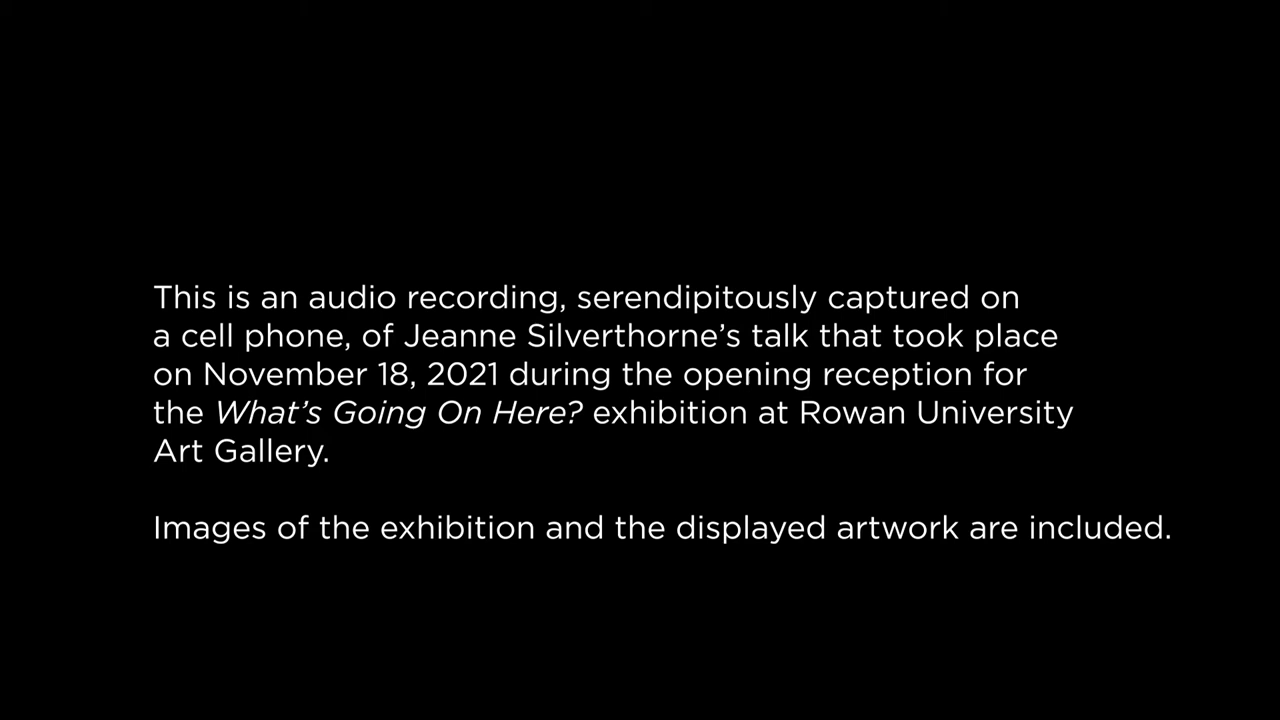 This is an audio recording, serendipitously captured on
a cell phone, of Jeanne Silverthorne’s talk that took place
on November 18, 2021 during the opening reception for
the What’s Going On Here? exhibition at Rowan University
Art Gallery.
Images of the exhibition and the displayed artwork are included.